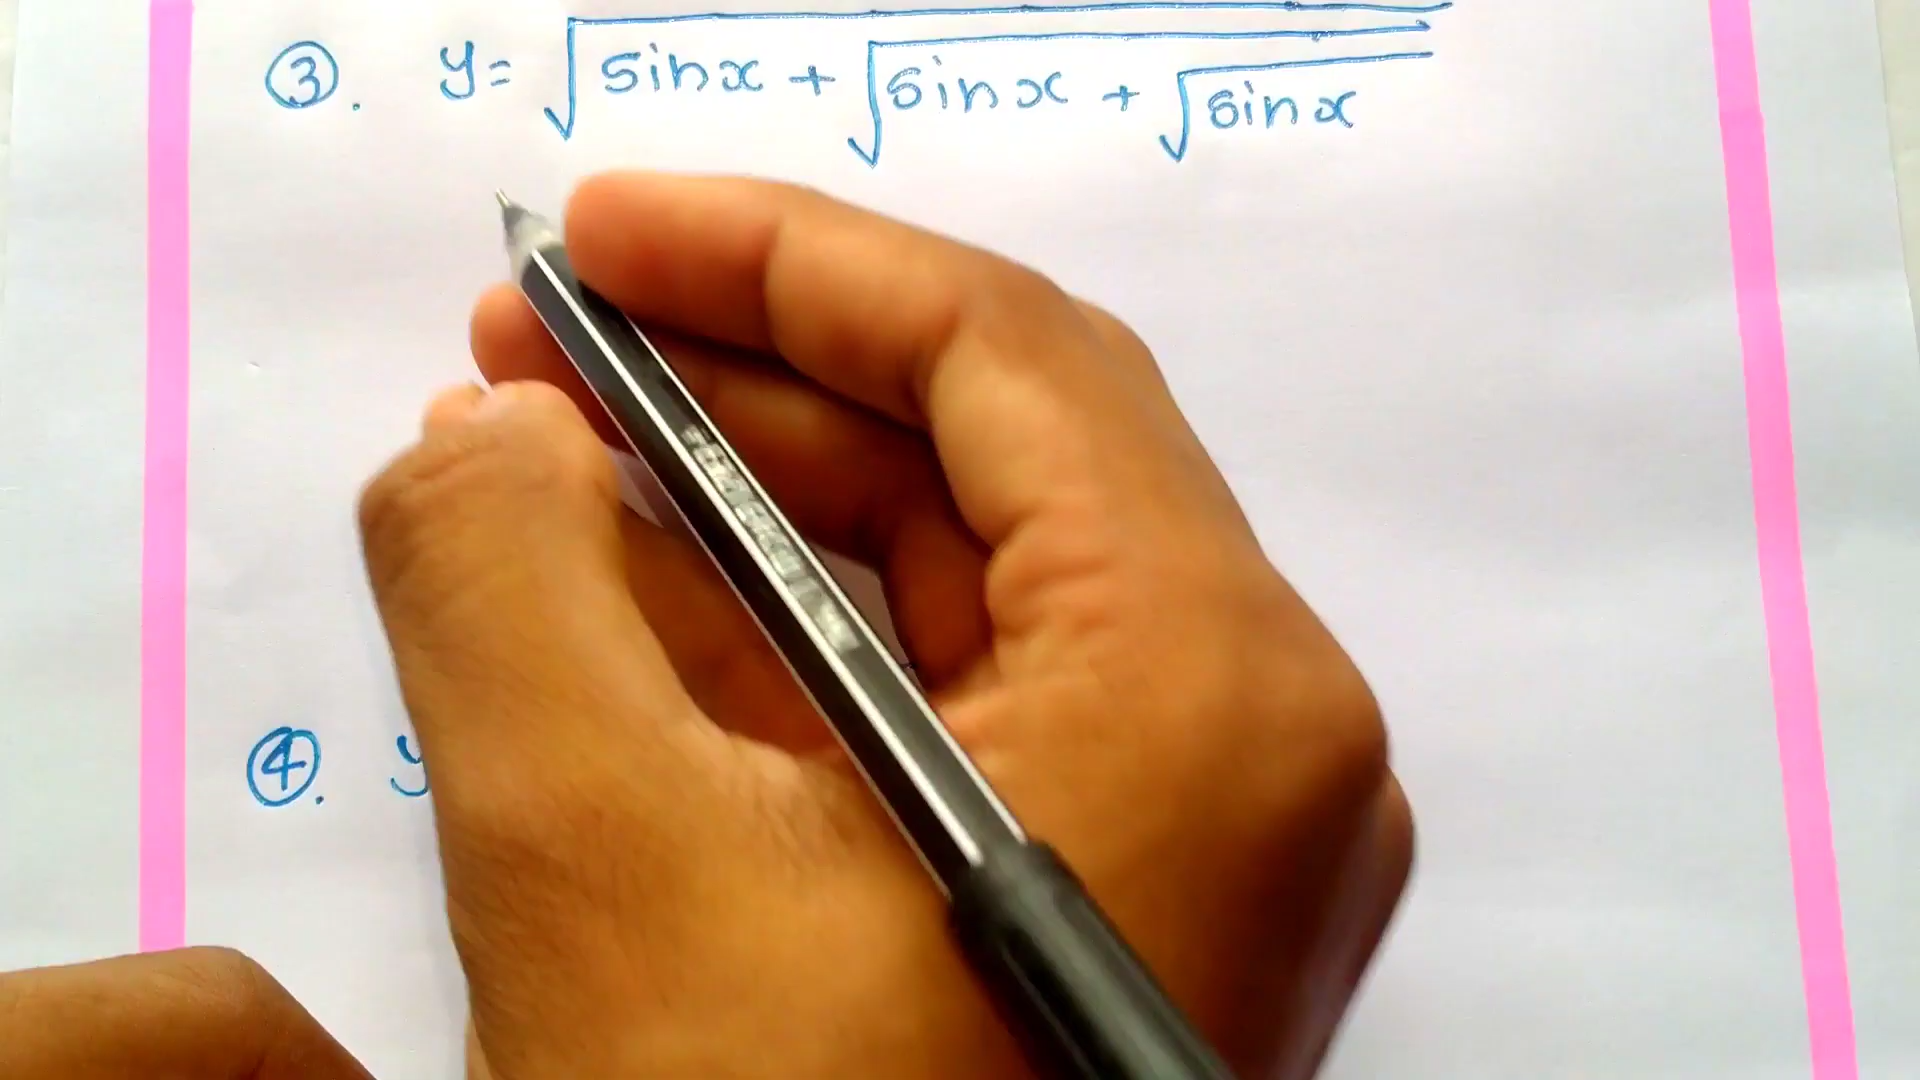 ③. y = √(sinx + √(sinx + √(sinx
④. y